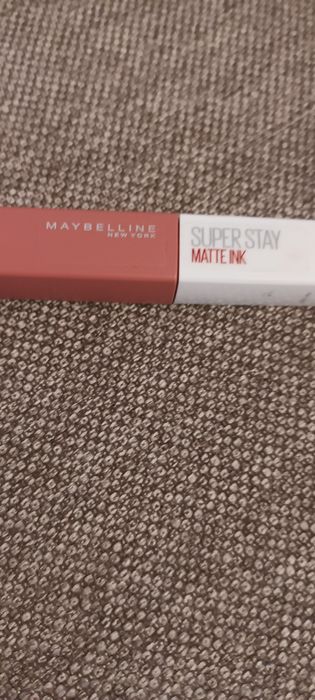 MAYBELLINE
NEW YORK
SUPER STAY
MATTE INK